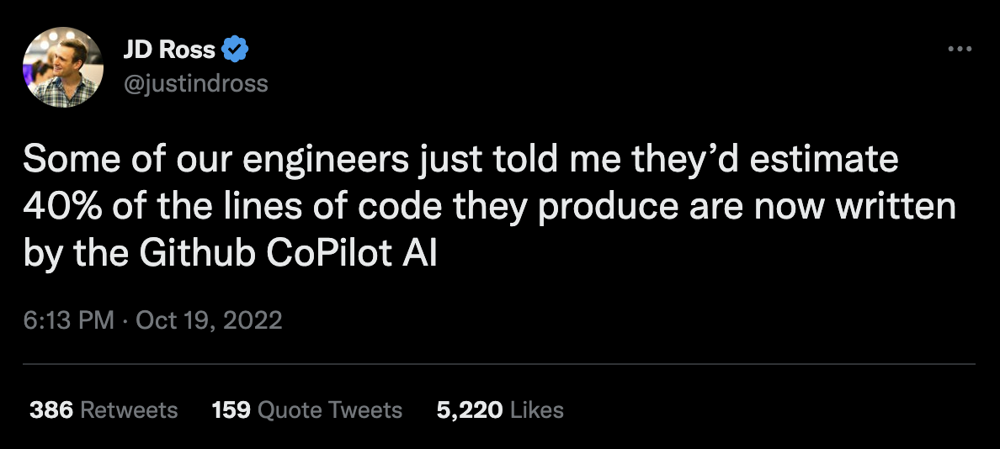 JD Ross
@justindross
Some of our engineers just told me they’d estimate
40% of the lines of code they produce are now written
by the Github CoPilot AI
6:13 PM · Oct 19, 2022
386 Retweets 159 Quote Tweets 5,220 Likes